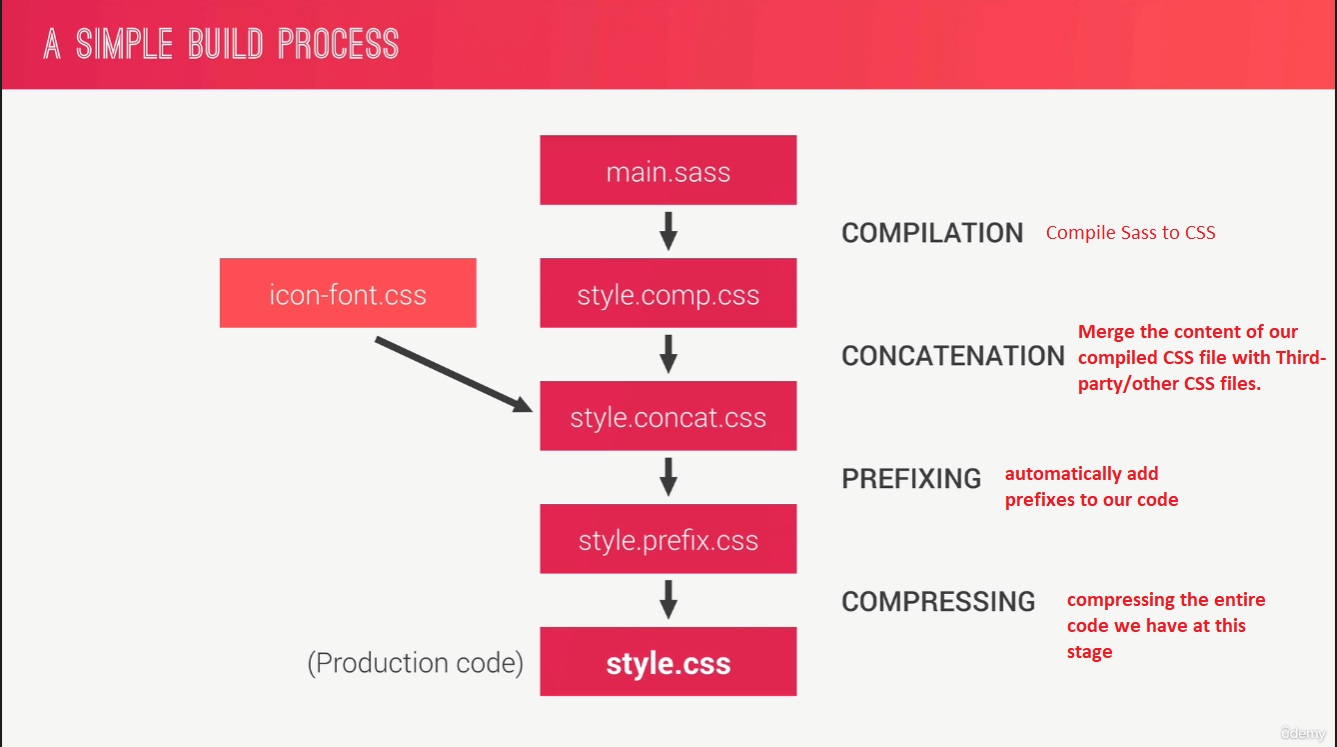 A SIMPLE BUILD PROCESS
main.sass
COMPILATION
Compile Sass to CSS
icon-font.css
style.comp.css
CONCATENATION
Merge the content of our
compiled CSS file with Third-
party/other CSS files.
style.concat.css
PREFIXING
automatically add
prefixes to our code
style.prefix.css
COMPRESSING
compressing the entire
code we have at this
stage
(Production code)
style.css
0demy